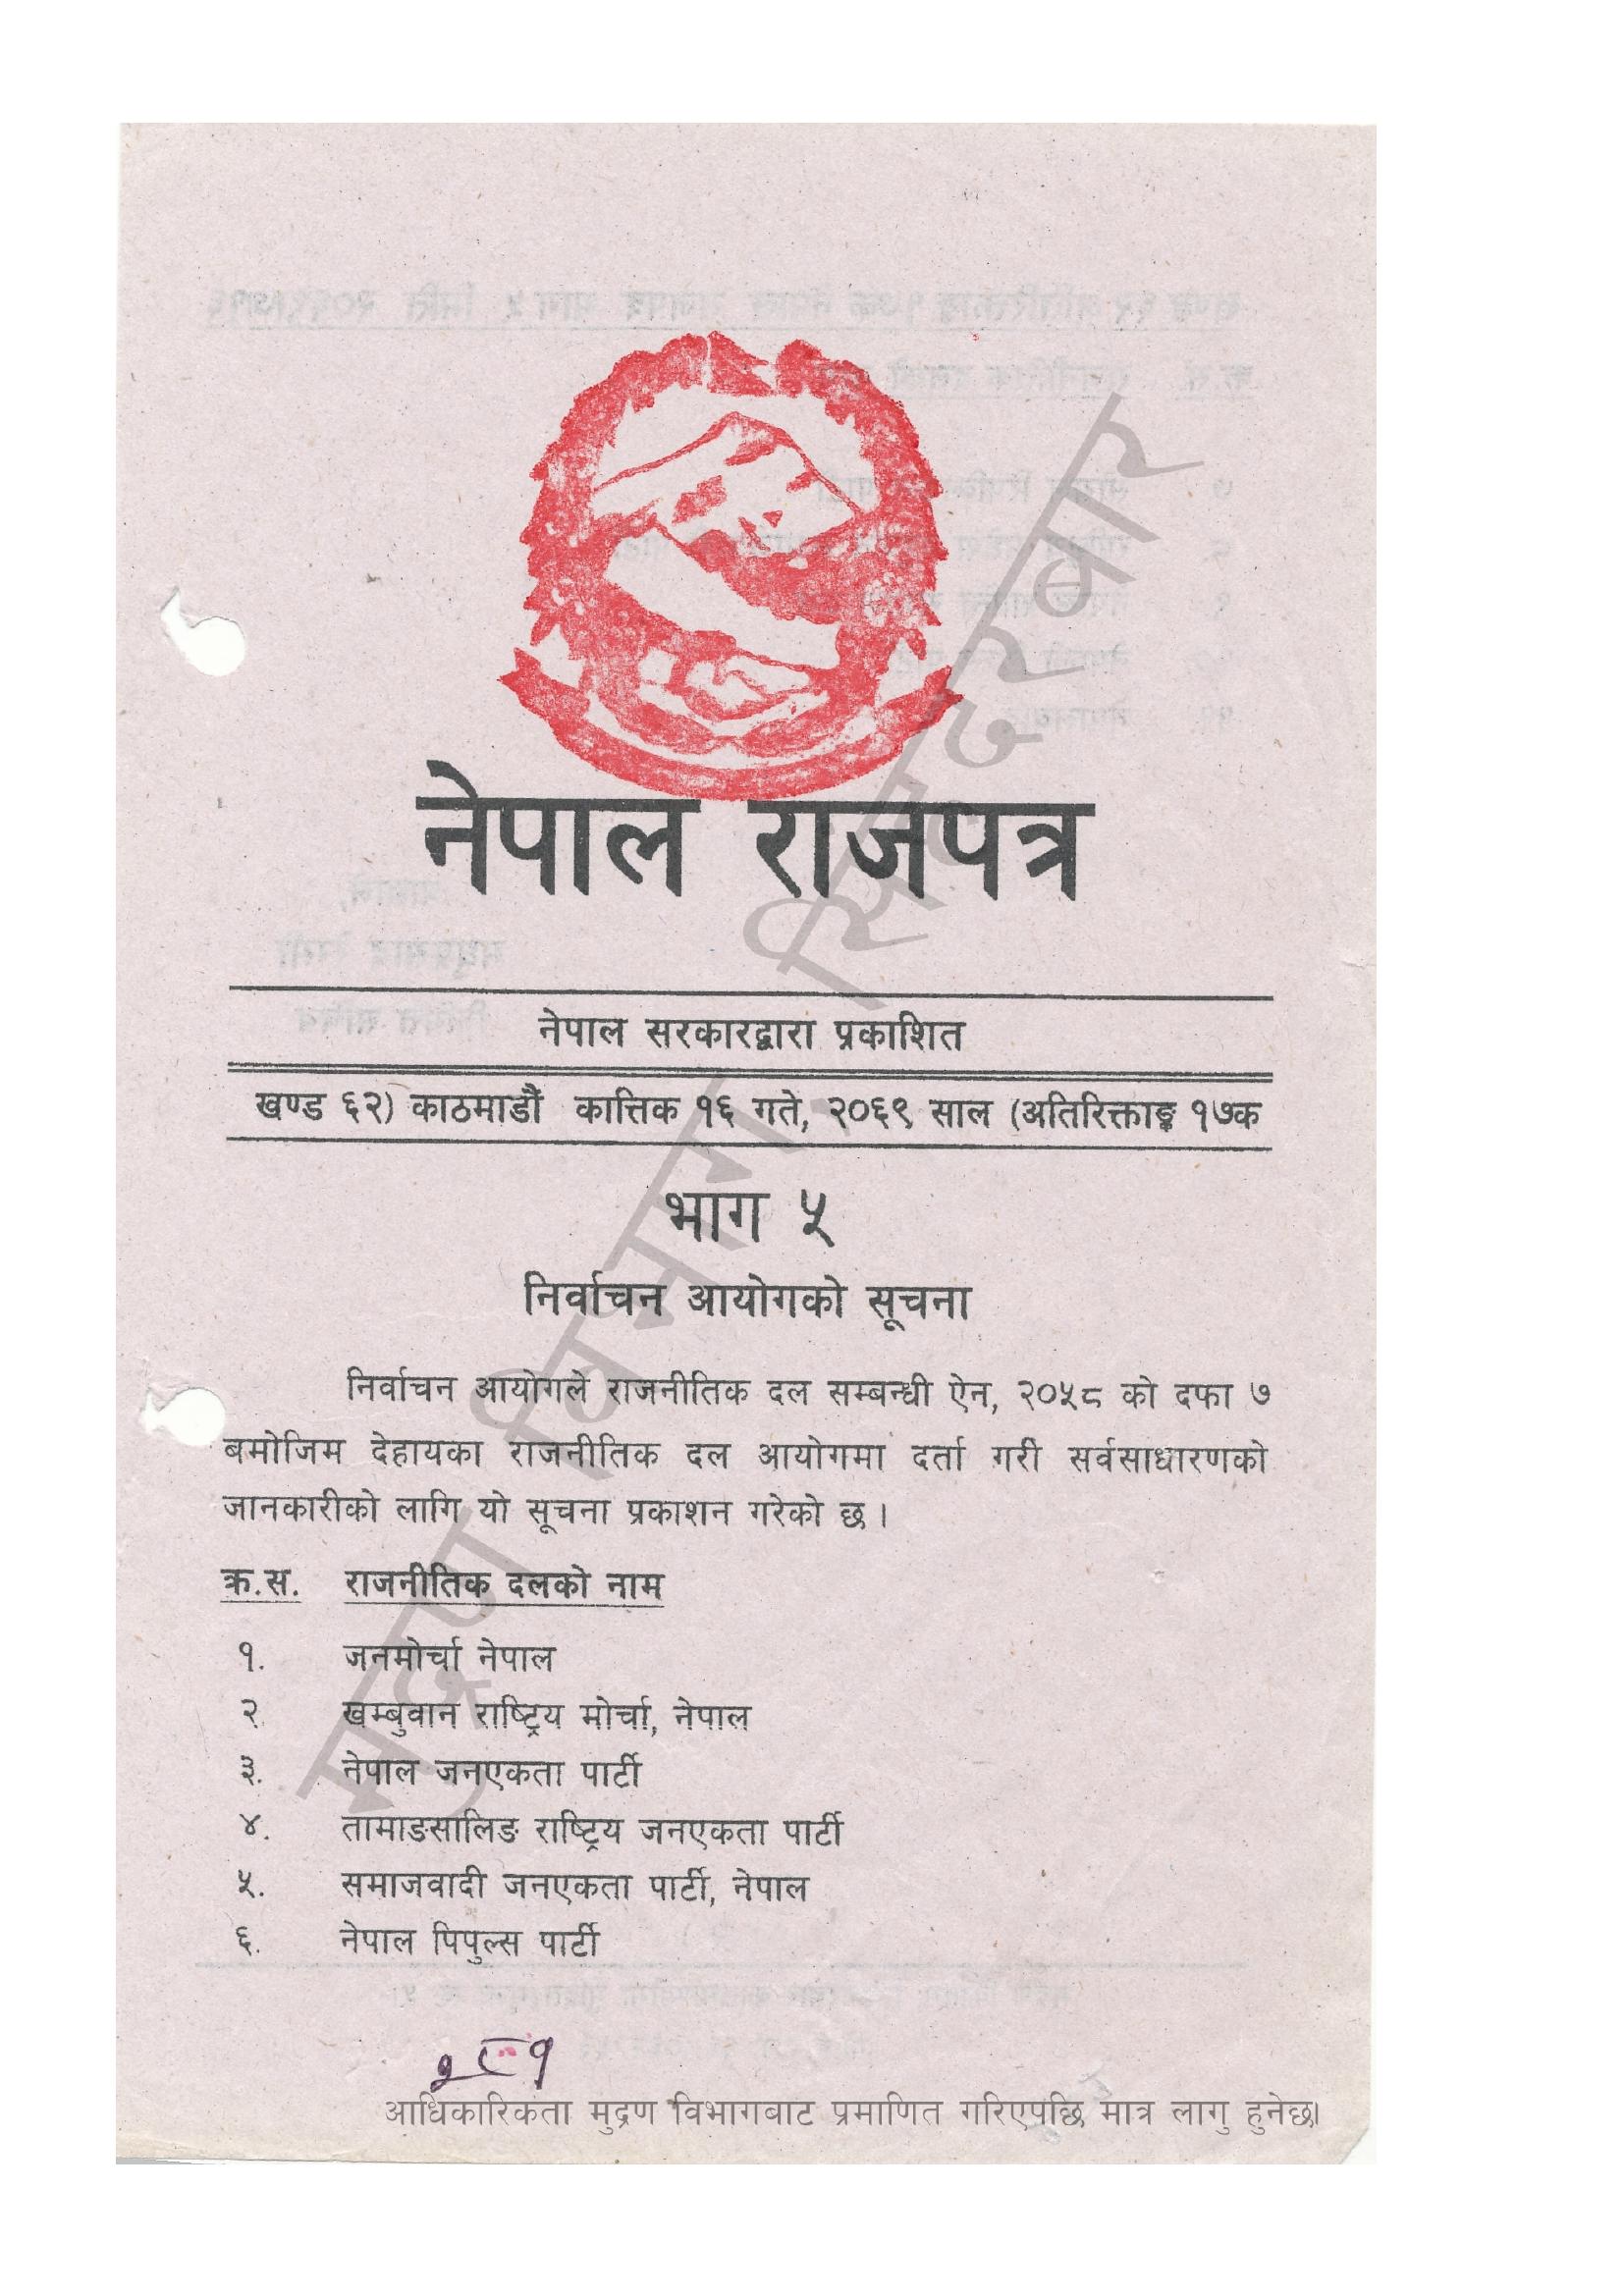 नेपाल राजपत्र
नेपाल सरकारद्वारा प्रकाशित
खण्ड ६२) काठमाडौं कात्तिक १६ गते, २०६९ साल (अतिरिक्ताङ्क १७क
भाग ५
निर्वाचन आयोगको सूचना
निर्वाचन आयोगले राजनीतिक दल सम्बन्धी ऐन, २०५८ को दफा ७
बमोजिम देहायका राजनीतिक दल आयोगमा दर्ता गरी सर्वसाधारणको
जानकारीको लागि यो सूचना प्रकाशन गरेको छ ।
क्र.स. राजनीतिक दलको नाम
१. जनमोर्चा नेपाल
२. खम्बुवान राष्ट्रिय मोर्चा, नेपाल
३. नेपाल जनएकता पार्टी
४. तामाङसालिङ राष्ट्रिय जनएकता पार्टी
५. समाजवादी जनएकता पार्टी, नेपाल
६. नेपाल पिपुल्स पार्टी
आधिकारिकता मुद्रण विभागबाट प्रमाणित गरिएपछि मात्र लागु हुनेछ।
मुद्रण विभाग, सिंहदरबार